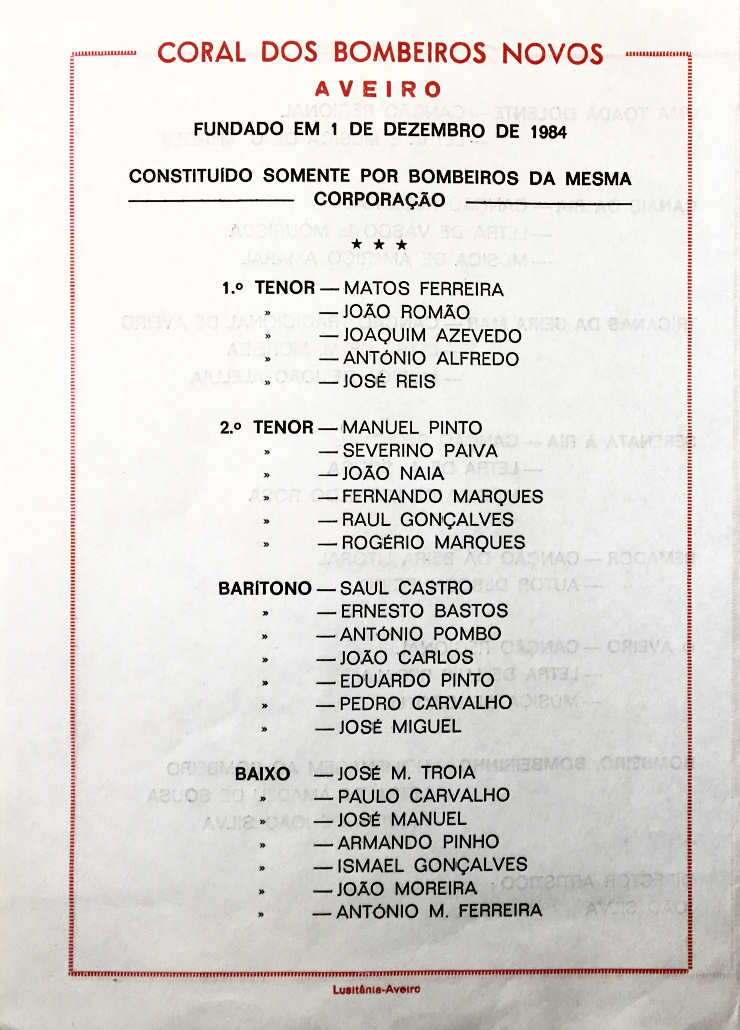 CORAL DOS BOMBEIROS NOVOS
AVEIRO
FUNDADO EM 1 DE DEZEMBRO DE 1984
CONSTITUÍDO SOMENTE POR BOMBEIROS DA MESMA
CORPORAÇÃO
★ ★ ★
1.º TENOR — MATOS FERREIRA
» — JOÃO ROMÃO
» — JOAQUIM AZEVEDO
» — ANTÓNIO ALFREDO
» — JOSÉ REIS
2.º TENOR — MANUEL PINTO
» — SEVERINO PAIVA
» — JOÃO NAIA
» — FERNANDO MARQUES
» — RAUL GONÇALVES
» — ROGÉRIO MARQUES
BARÍTONO — SAUL CASTRO
» — ERNESTO BASTOS
» — ANTÓNIO POMBO
» — JOÃO CARLOS
» — EDUARDO PINTO
» — PEDRO CARVALHO
» — JOSÉ MIGUEL
BAIXO — JOSÉ M. TROIA
» — PAULO CARVALHO
» — JOSÉ MANUEL
» — ARMANDO PINHO
» — ISMAEL GONÇALVES
» — JOÃO MOREIRA
» — ANTÓNIO M. FERREIRA
Lusitânia-Aveiro